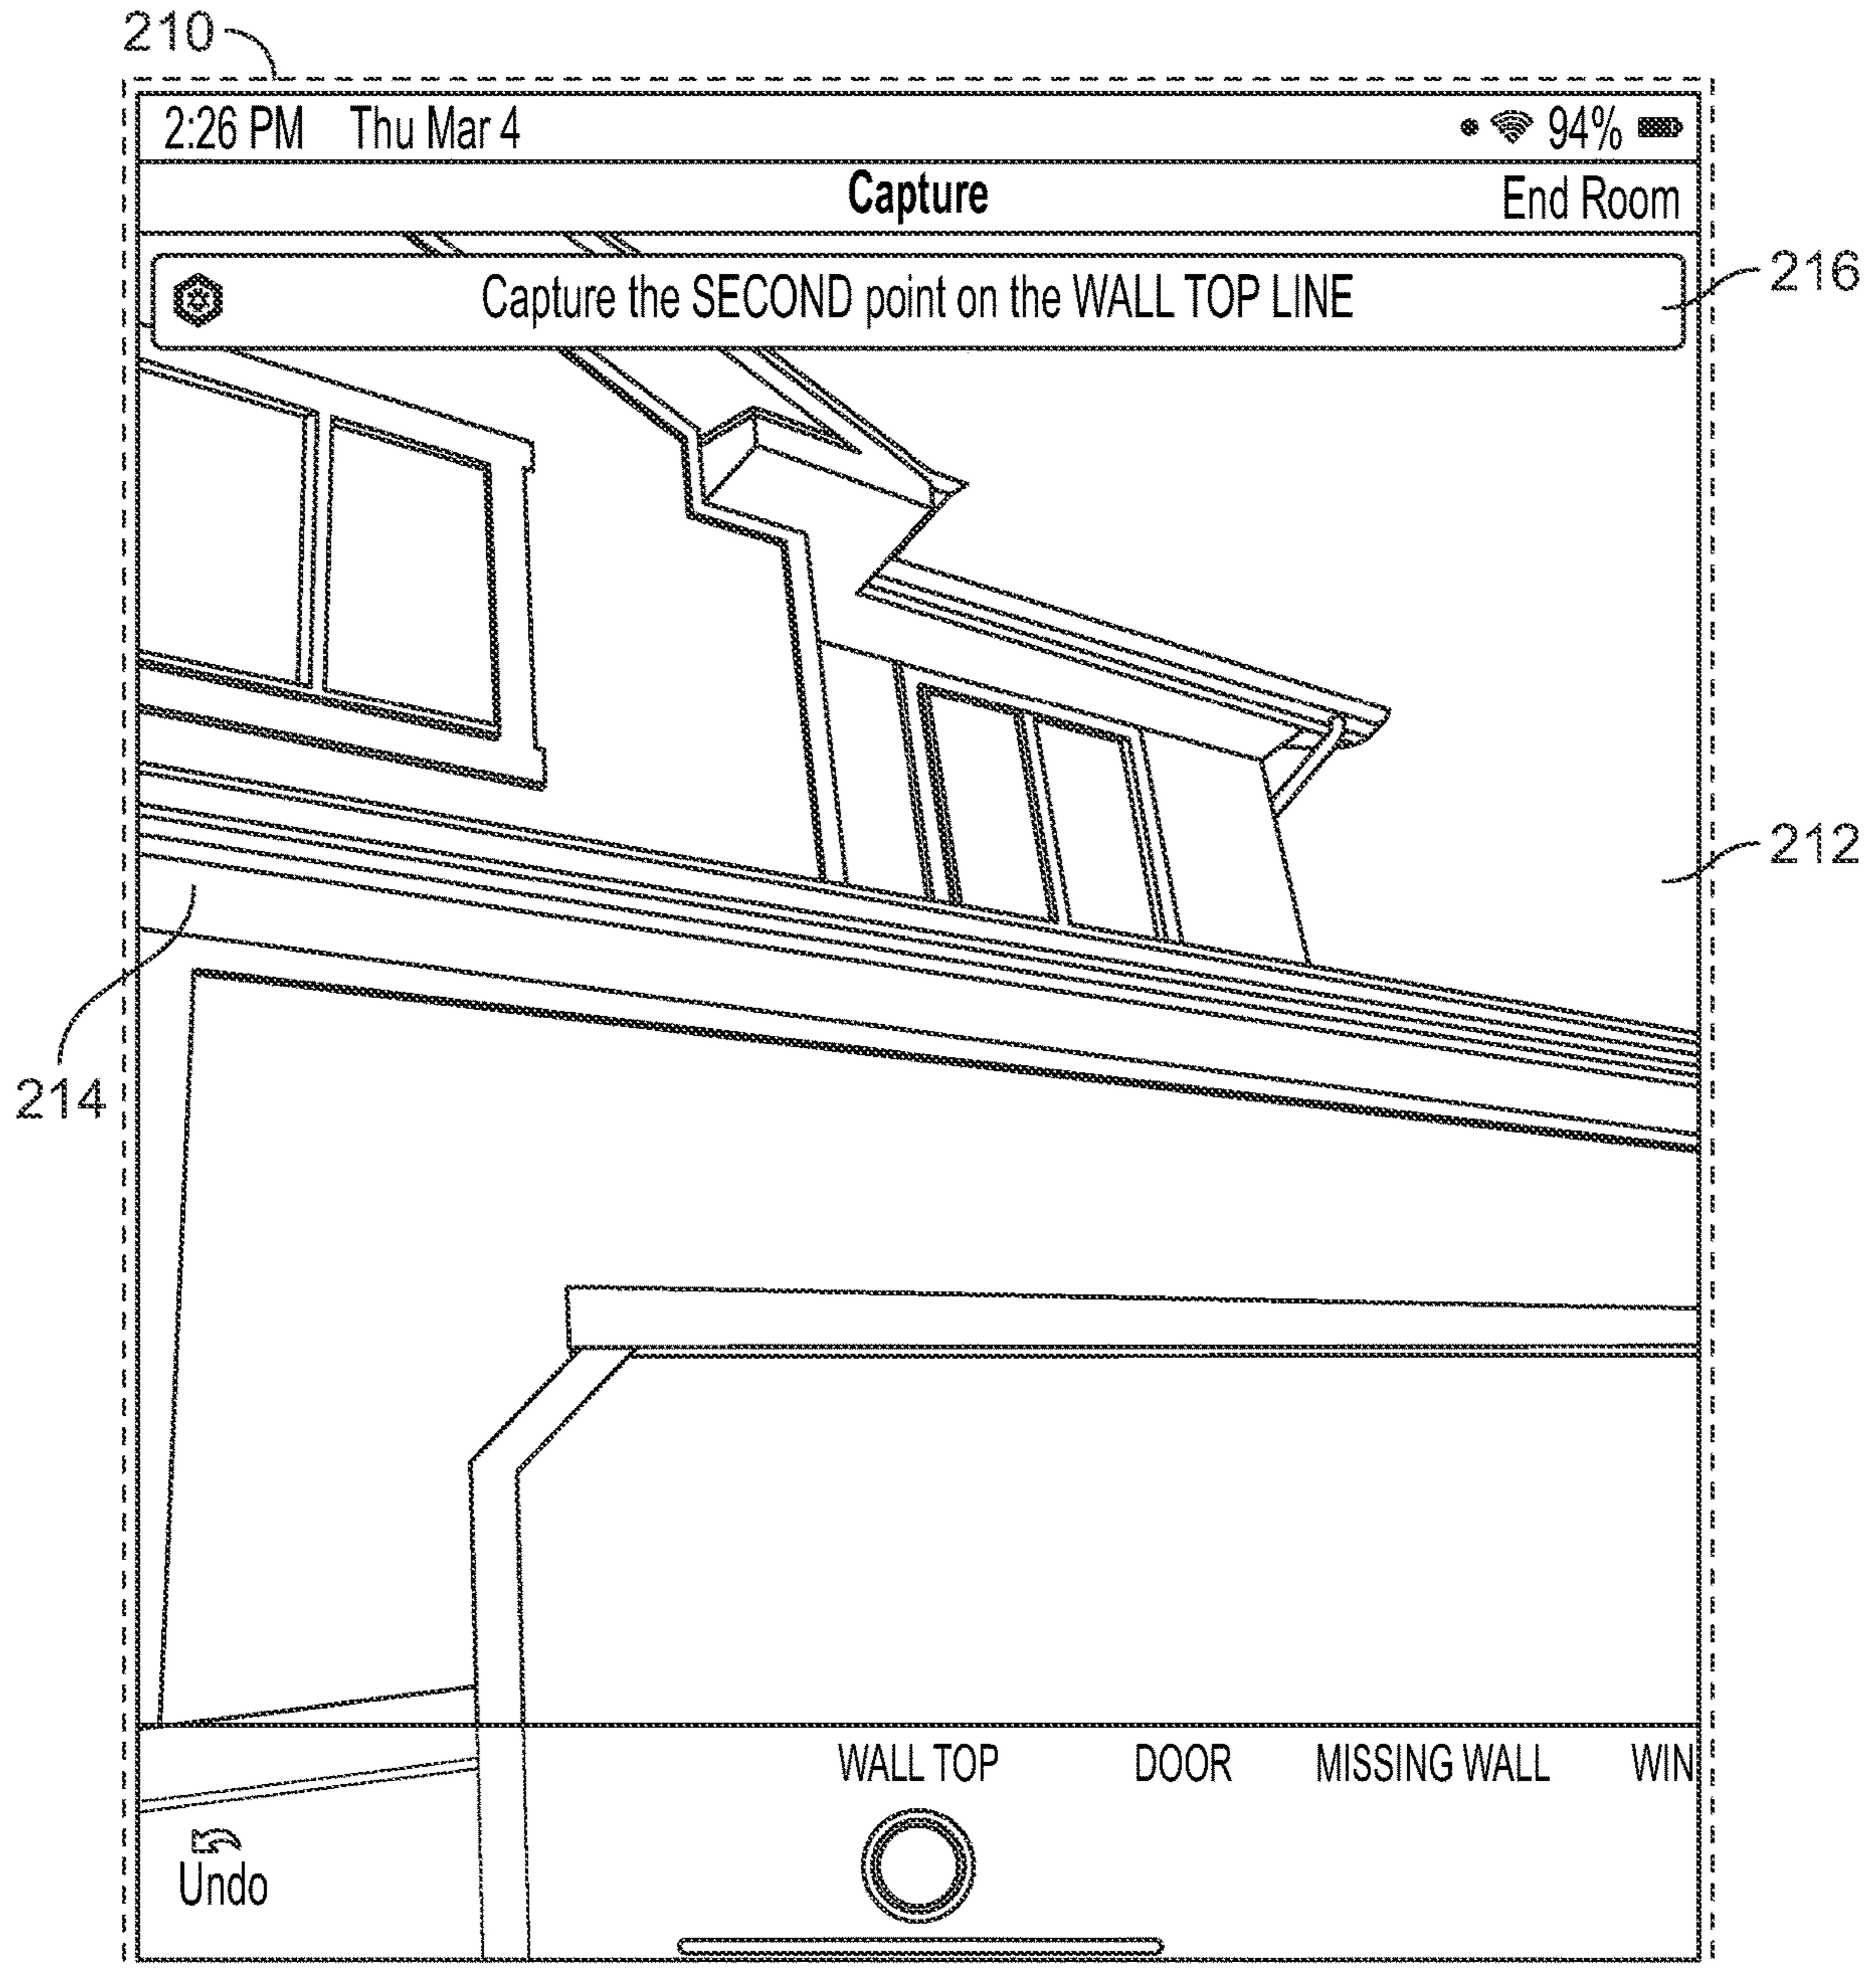 210
2:26 PM Thu Mar 4 94%
Capture End Room
Capture the SECOND point on the WALL TOP LINE
216
212
214
WALL TOP DOOR MISSING WALL WIN
Undo